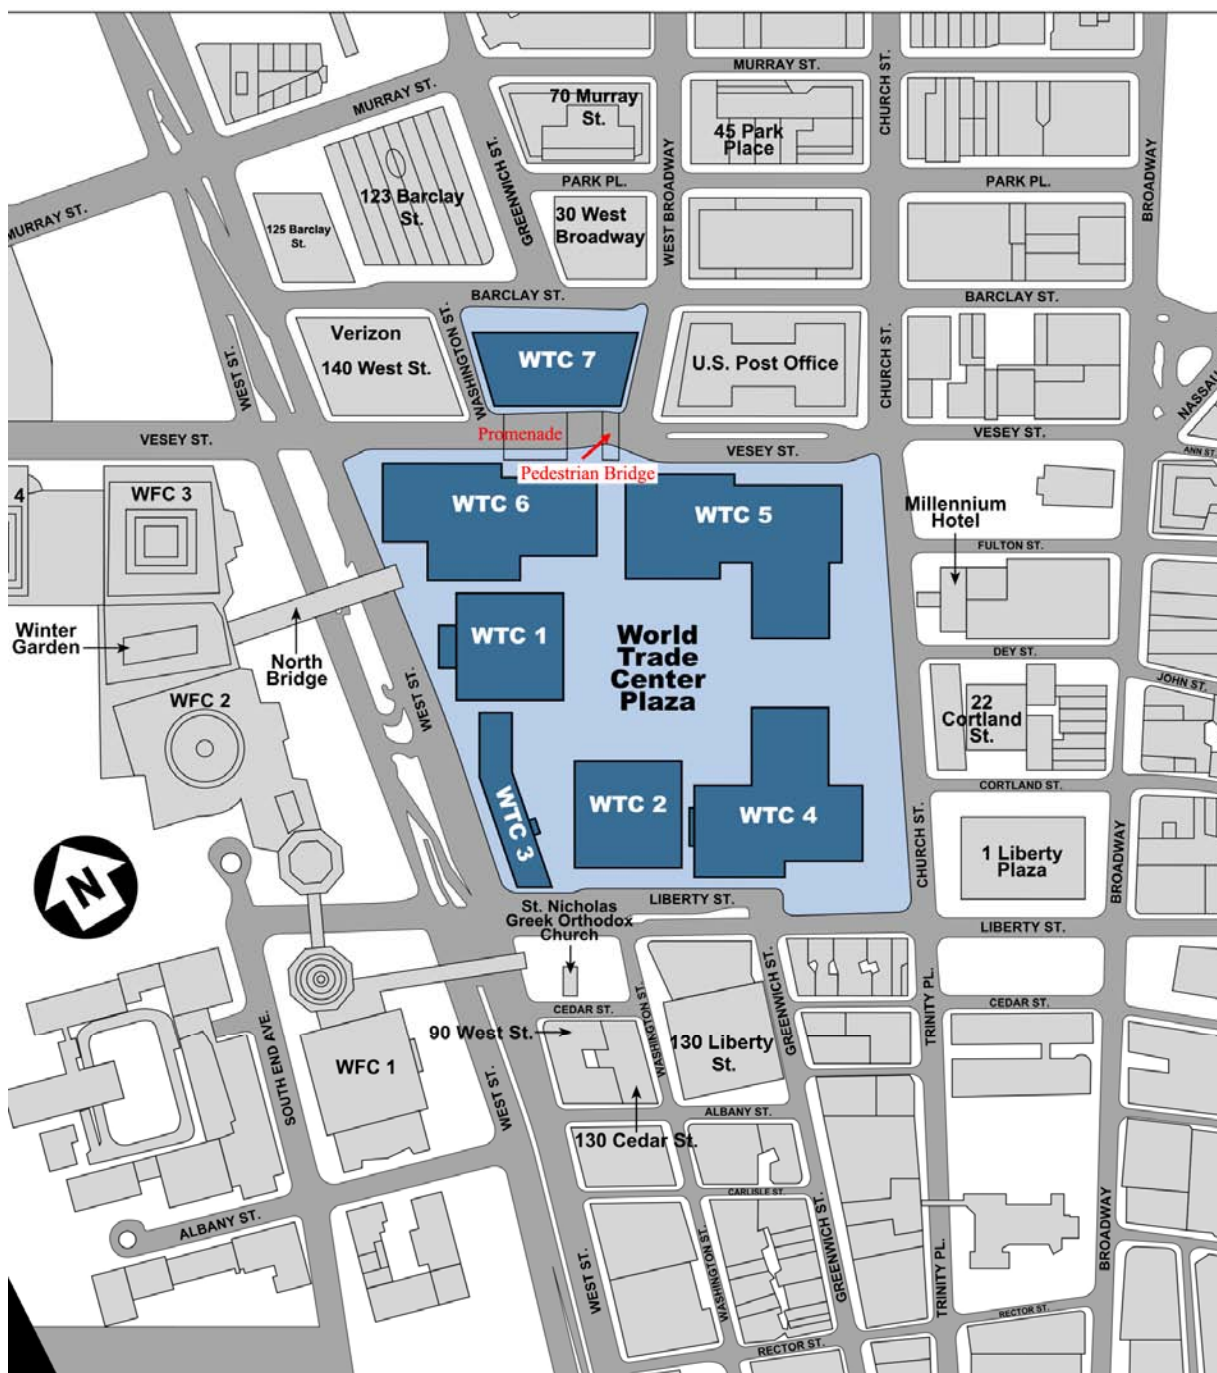 MURRAY ST.
CHURCH ST.
MURRAY ST.
70 Murray
St.
45 Park
Place
GREENWICH ST.
BROADWAY
PARK PL.
PARK PL.
123 Barclay
St.
WEST BROADWAY
MURRAY ST.
125 Barclay
St.
30 West
Broadway
BARCLAY ST.
BARCLAY ST.
WASHINGTON ST.
Verizon
140 West St.
WTC 7
U.S. Post Office
CHURCH ST.
WEST ST.
NASSAU
VESEY ST.
Promenade
VESEY ST.
VESEY ST.
ANN ST.
Pedestrian Bridge
4
WFC 3
WTC 6
WTC 5
Millennium
Hotel
FULTON ST.
Winter
Garden
WTC 1
World
Trade
Center
Plaza
North
Bridge
DEY ST.
JOHN ST.
WEST ST.
WFC 2
22
Cortland
St.
CORTLAND ST.
WTC 3
WTC 2
WTC 4
CHURCH ST.
1 Liberty
Plaza
BROADWAY
N
LIBERTY ST.
LIBERTY ST.
St. Nicholas
Greek Orthodox
Church
CEDAR ST.
CEDAR ST.
WASHINGTON ST.
GREENWICH ST.
TRINITY PL.
90 West St.
130 Liberty
St.
SOUTH END AVE.
WFC 1
WEST ST.
ALBANY ST.
130 Cedar St.
CARLISLE ST.
ALBANY ST.
WEST ST.
WASHINGTON ST.
GREENWICH ST.
TRINITY PL.
BROADWAY
RECTOR ST.
RECTOR ST.